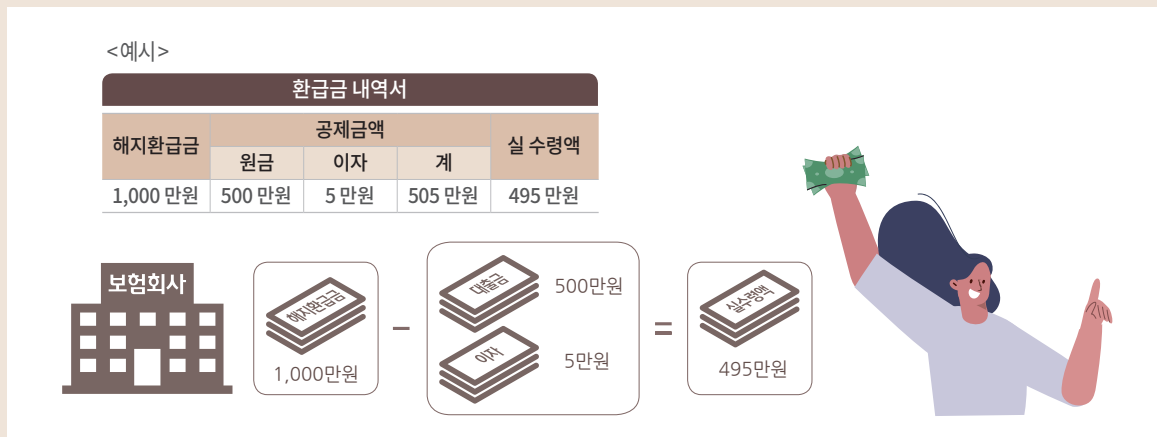 <예시>
환급금 내역서
해지환급금 공제금액 실 수령액
원금 이자 계
1,000 만원 500 만원 5 만원 505 만원 495 만원
보험회사
해지환급금
1,000만원
−
대출금
500만원
이자
5만원
=
실수령액
495만원